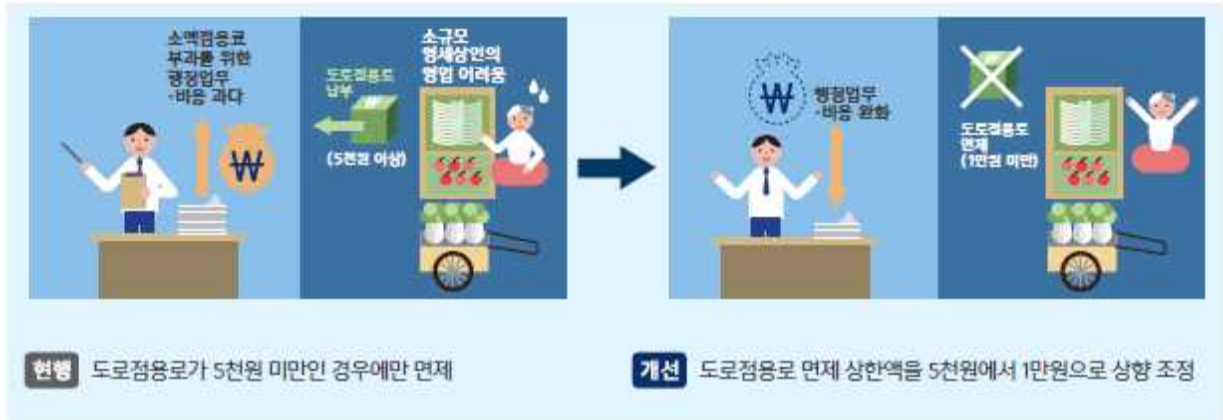 소액점용료
부과를 위한
행정업무
·비용 과다
도로점용도
납부
(5천원 이상)
소규모
영세상인의
영업 어려움
행정업무
·비용 완화
도로점용도
면제
(1만원 미만)
현행 도로점용로가 5천원 미만인 경우에만 면제
개선 도로점용로 면제 상한액을 5천원에서 1만원으로 상향 조정